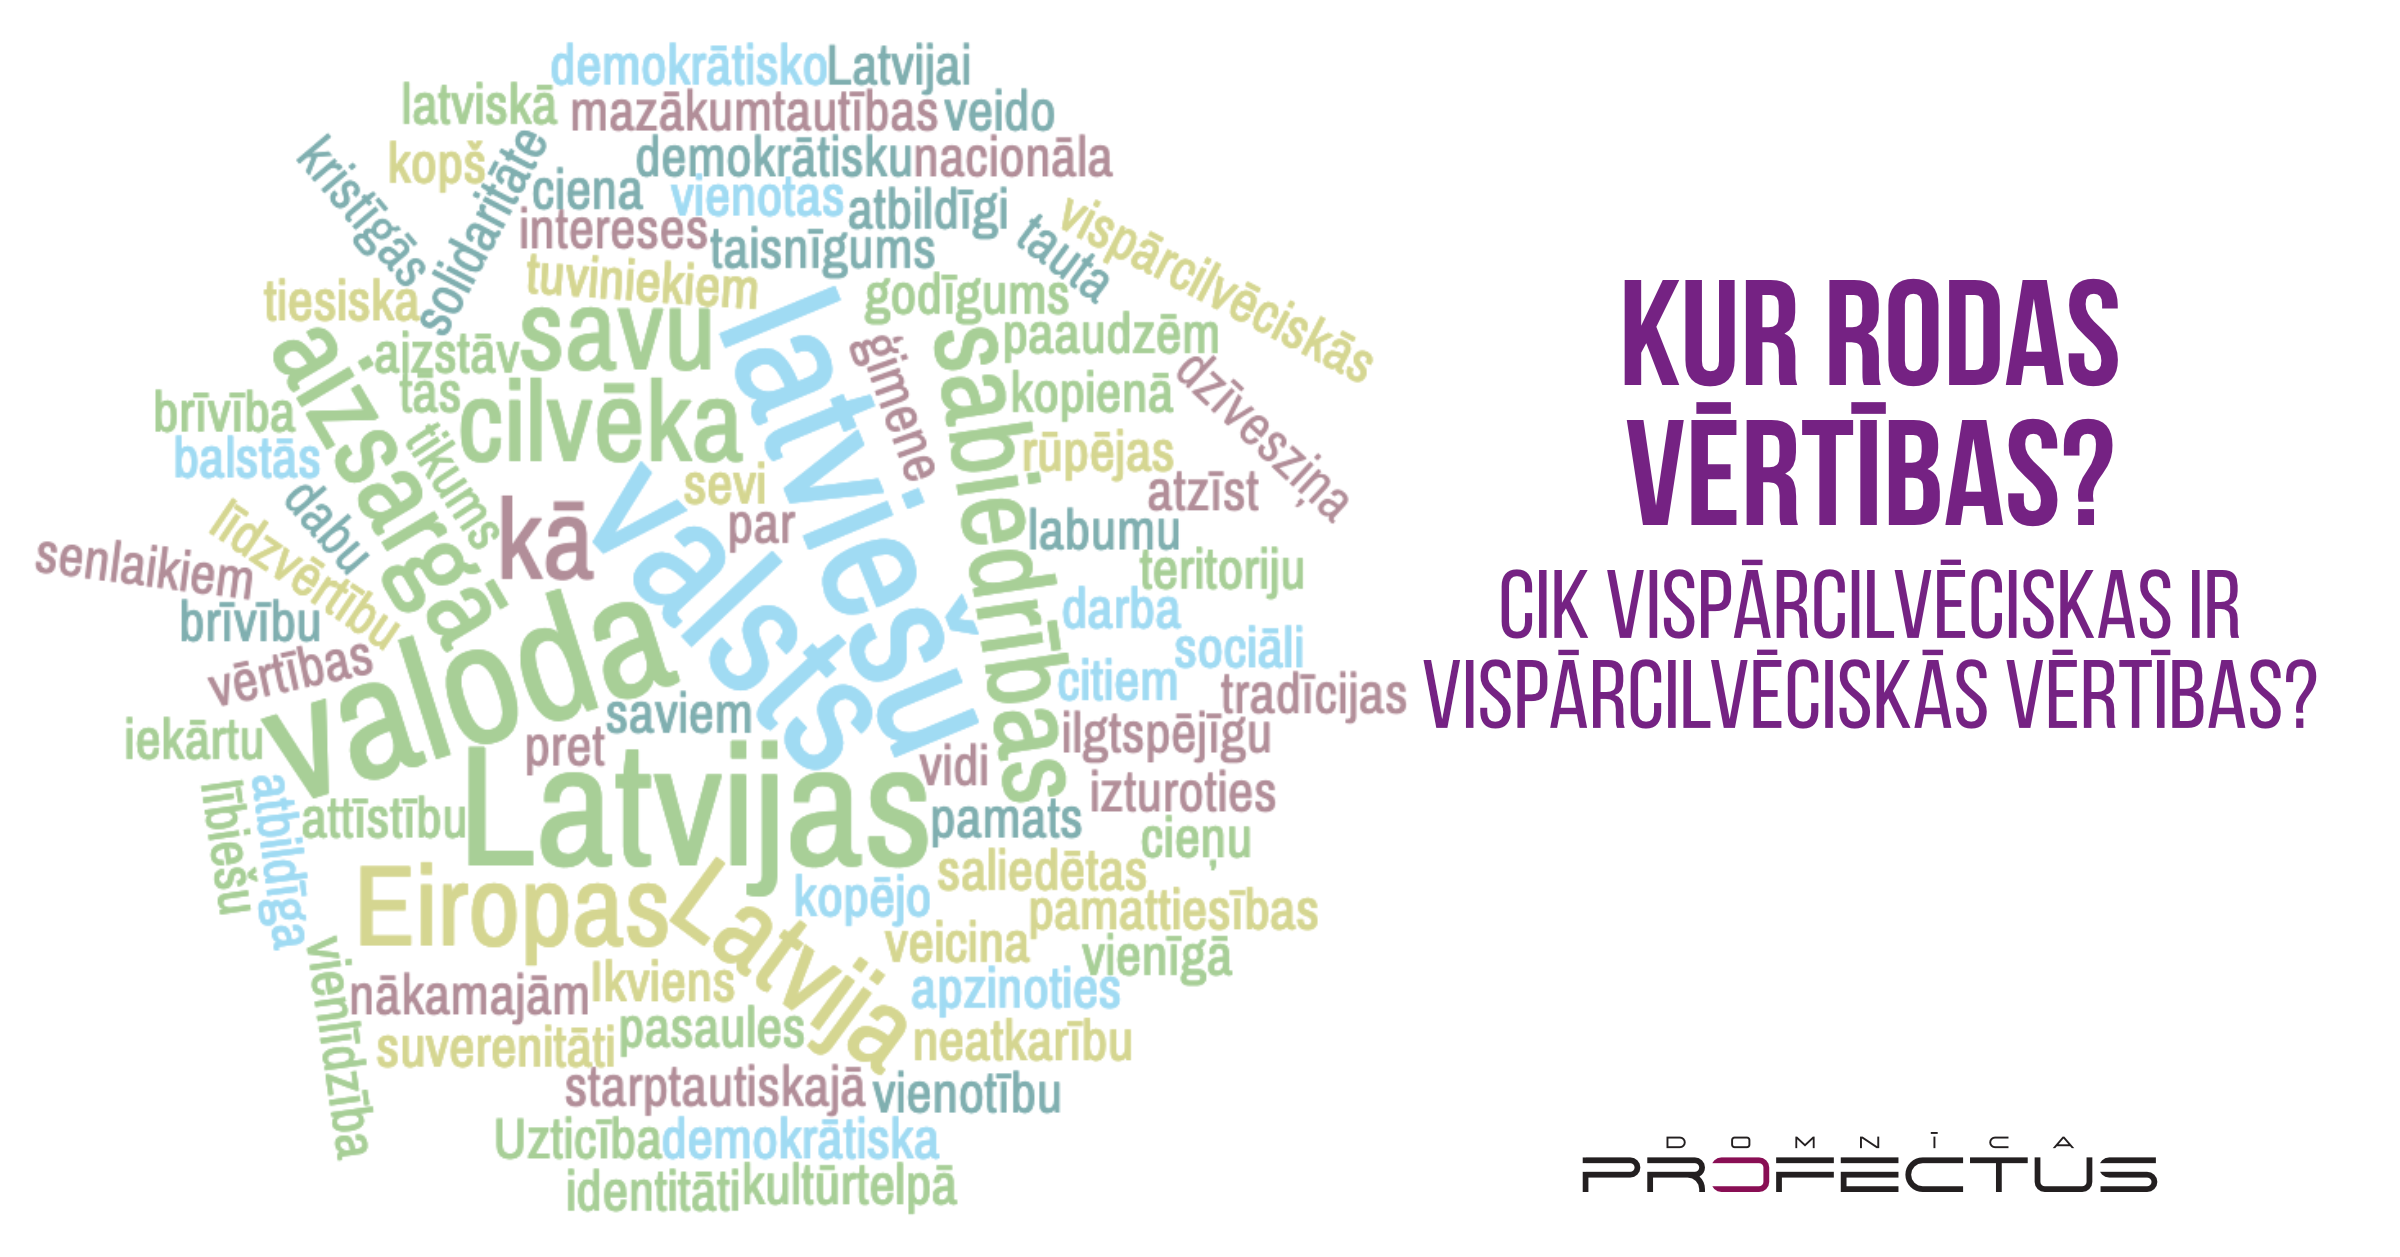 demokrātisko Latvijai
latviskā mazākumtautības veido
kopš demokrātisku nacionāla
kristīgās solidaritāte ciena vienotas atbildīgi
intereses taisnīgums tauta vispārcilvēciskās
tiesiska tuviniekiem godīgums
aizstāv savu latviešu ģimene sabiedrības paaudzēm
aizsargā tās cilvēka kopienā dzīvesziņa
brīvība
balstās tikums sevi rūpējas
dabu kā valsts par atzīst
līdzvērtību labumu
senlaikiem teritoriju
brīvību valoda darba
vērtības sociāli
saviem citiem tradīcijas
iekārtu pret ilgtspējīgu
lībiešu atbildīga Latvijas vidi izturoties
attīstību pamats cieņu
Eiropas Latvija kopējo saliedētas
pamattiesības
veicina vienīgā
vienlīdzība nākamajām Ikviens apzinoties
suverenitāti pasaules neatkarību
starptautiskajā vienotību
Uzticība demokrātiska
identitāti kultūrtelpā
KUR RODAS
VĒRTĪBAS?
CIK VISPĀRCILVĒCISKAS IR
VISPĀRCILVĒCISKĀS VĒRTĪBAS?
DOMNĪCA
PROFECTUS